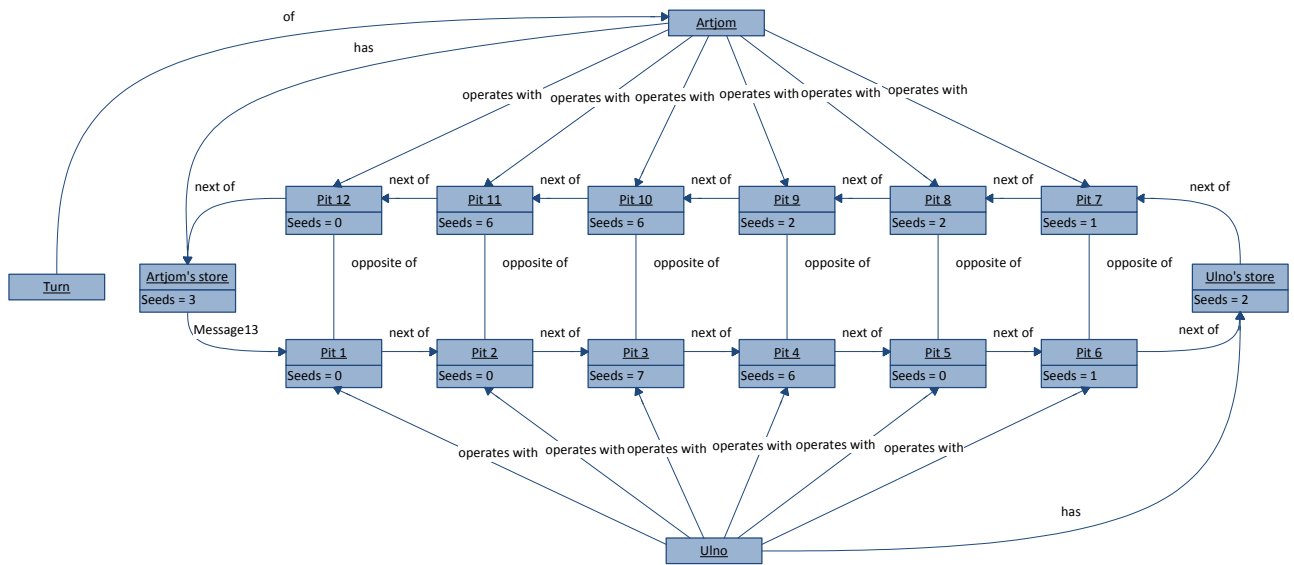 of
Artjom
has
operates with
operates with
operates with
operates with
operates with
operates with
next of
Pit 12
Seeds = 0
next of
Pit 11
Seeds = 6
next of
Pit 10
Seeds = 6
next of
Pit 9
Seeds = 2
next of
Pit 8
Seeds = 2
next of
Pit 7
Seeds = 1
next of
opposite of
opposite of
opposite of
opposite of
opposite of
opposite of
Turn
Artjom's store
Seeds = 3
Ulno's store
Seeds = 2
Message13
Pit 1
Seeds = 0
next of
Pit 2
Seeds = 0
next of
Pit 3
Seeds = 7
next of
Pit 4
Seeds = 6
next of
Pit 5
Seeds = 0
next of
Pit 6
Seeds = 1
next of
operates with
operates with
operates with
operates with
operates with
operates with
has
Ulno